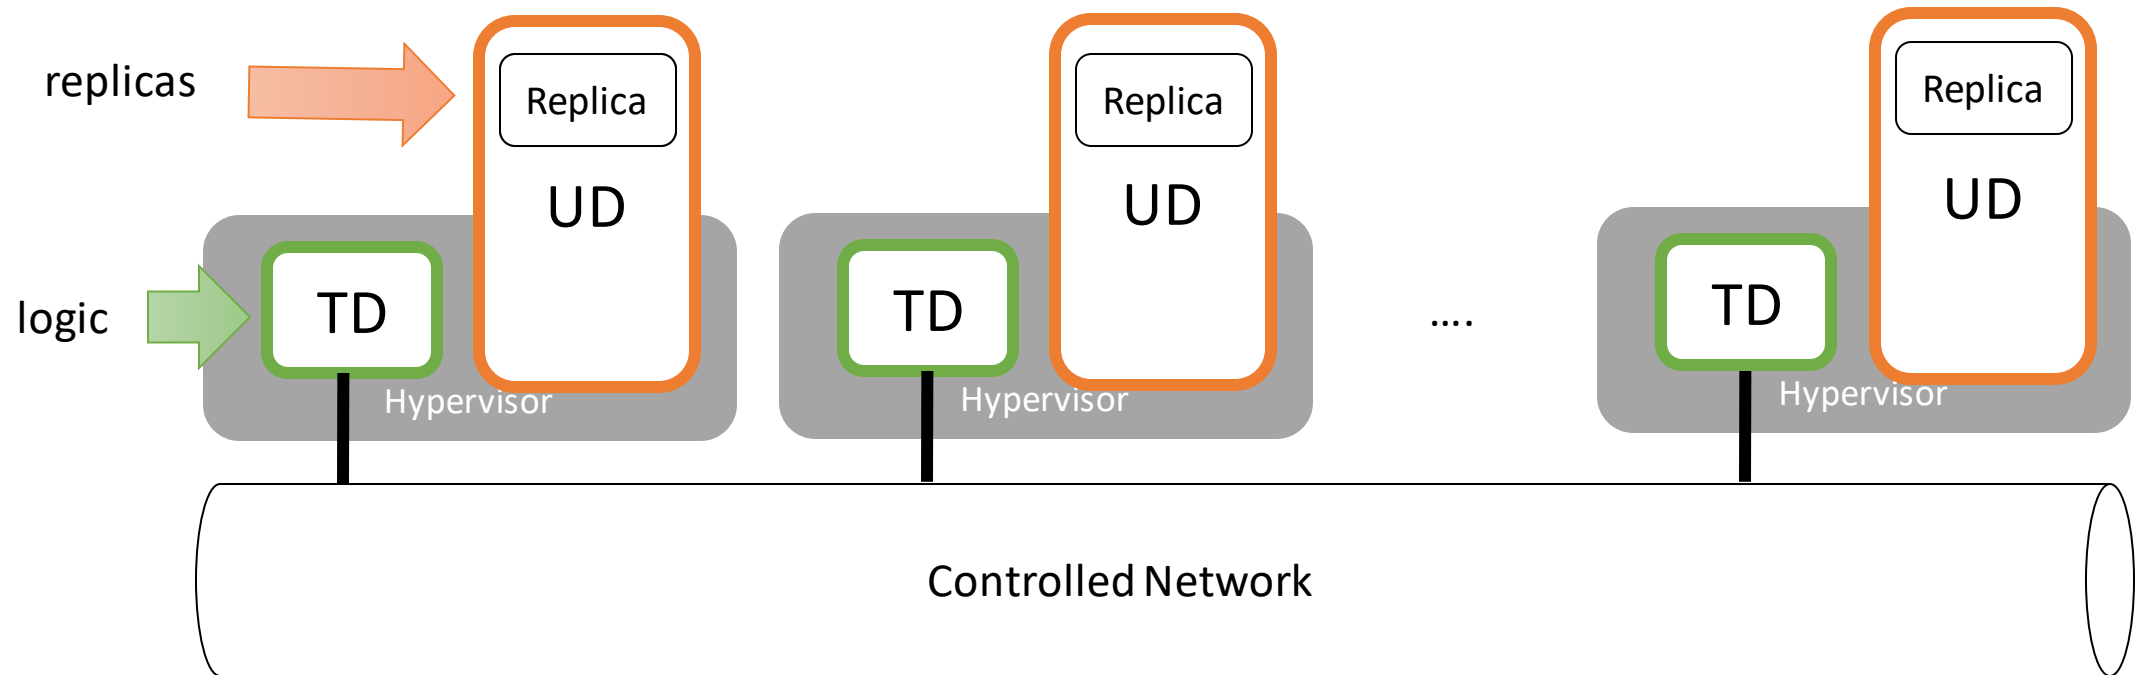 replicas
Replica
UD
Replica
UD
Replica
UD
logic
TD
Hypervisor
TD
Hypervisor
....
TD
Hypervisor
Controlled Network